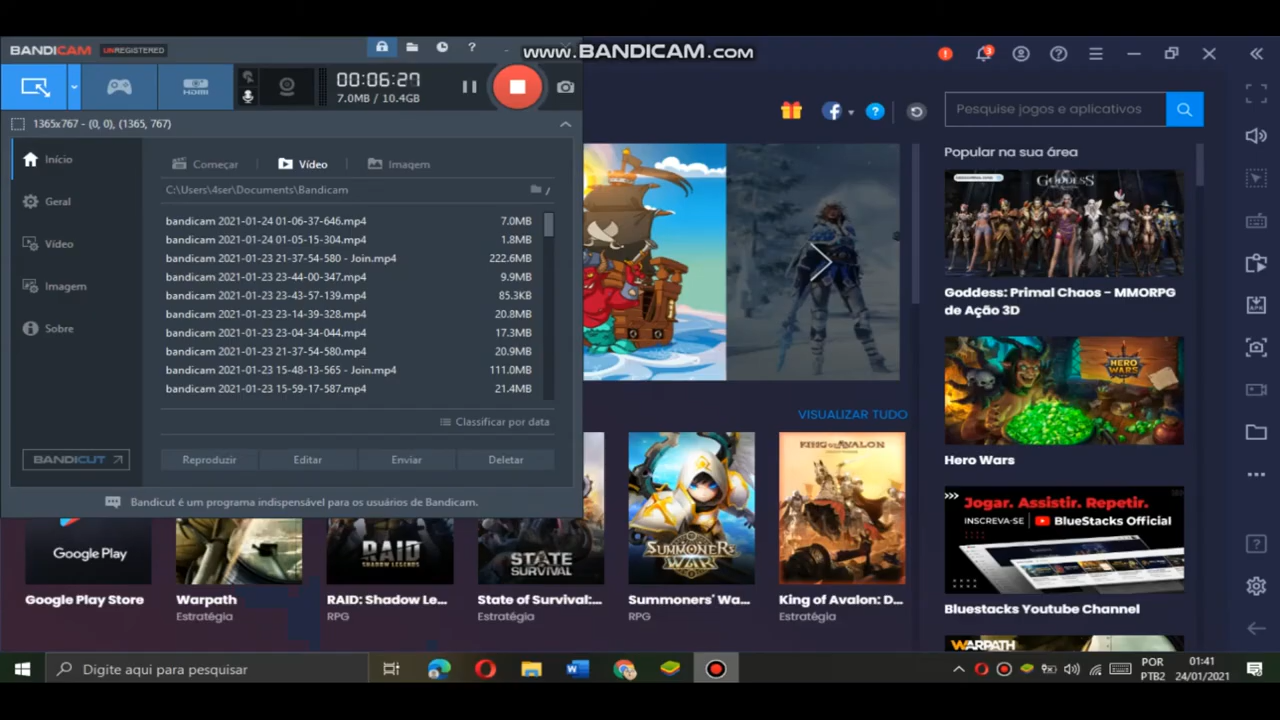 BANDICAM UNREGISTERED
www.BANDICAM.com
00:06:27
7.0MB / 10.4GB
HDMI
1365x767 - (0, 0), (1365, 767)
Início
Geral
Vídeo
Imagem
Sobre
BANDICUT
Começar
Vídeo
Imagem
C:\Users\4ser\Documents\Bandicam
bandicam 2021-01-24 01-06-37-646.mp4 7.0MB
bandicam 2021-01-24 01-05-15-304.mp4 1.8MB
bandicam 2021-01-23 21-37-54-580 - Join.mp4 222.6MB
bandicam 2021-01-23 23-44-00-347.mp4 9.9MB
bandicam 2021-01-23 23-43-57-139.mp4 85.3KB
bandicam 2021-01-23 23-14-39-328.mp4 20.8MB
bandicam 2021-01-23 23-04-34-044.mp4 17.3MB
bandicam 2021-01-23 21-37-54-580.mp4 20.9MB
bandicam 2021-01-23 15-48-13-565 - Join.mp4 111.0MB
bandicam 2021-01-23 15-59-17-587.mp4 21.4MB
Classificar por data
Reproduzir Editar Enviar Deletar
Bandicut é um programa indispensável para os usuários de Bandicam.
3
Pesquise jogos e aplicativos
Popular na sua área
GODDESS
Goddess: Primal Chaos – MMORPG
de Ação 3D
HERO
WARS
Hero Wars
Jogar. Assistir. Repetir.
INSCREVA-SE BlueStacks Official
Bluestacks Youtube Channel
WARPATH
VISUALIZAR TUDO
Google Play
RAID
SHADOW LEGENDS
STATE
SURVIVAL
SUMMONERS
WAR
KING OF AVALON
Google Play Store
Warpath
Estratégia
RAID: Shadow Le...
RPG
State of Survival:...
Estratégia
Summoners' Wa...
RPG
King of Avalon: D...
Estratégia
Digite aqui para pesquisar
POR
PTB2
01:41
24/01/2021